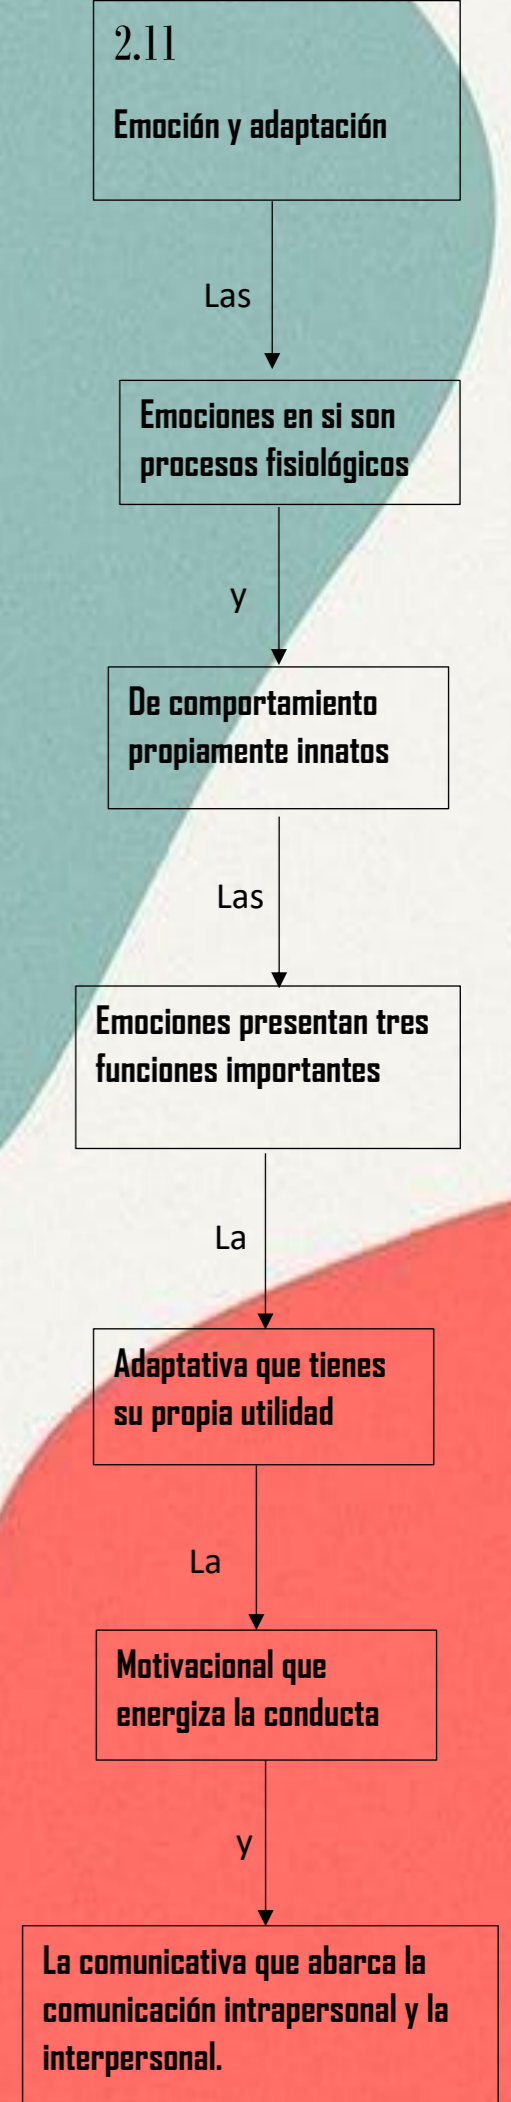 2.11
Emoción y adaptación
Las
Emociones en si son
procesos fisiológicos
y
De comportamiento
propiamente innatos
Las
Emociones presentan tres
funciones importantes
La
Adaptativa que tienes
su propia utilidad
La
Motivacional que
energiza la conducta
y
La comunicativa que abarca la
comunicación intrapersonal y la
interpersonal.